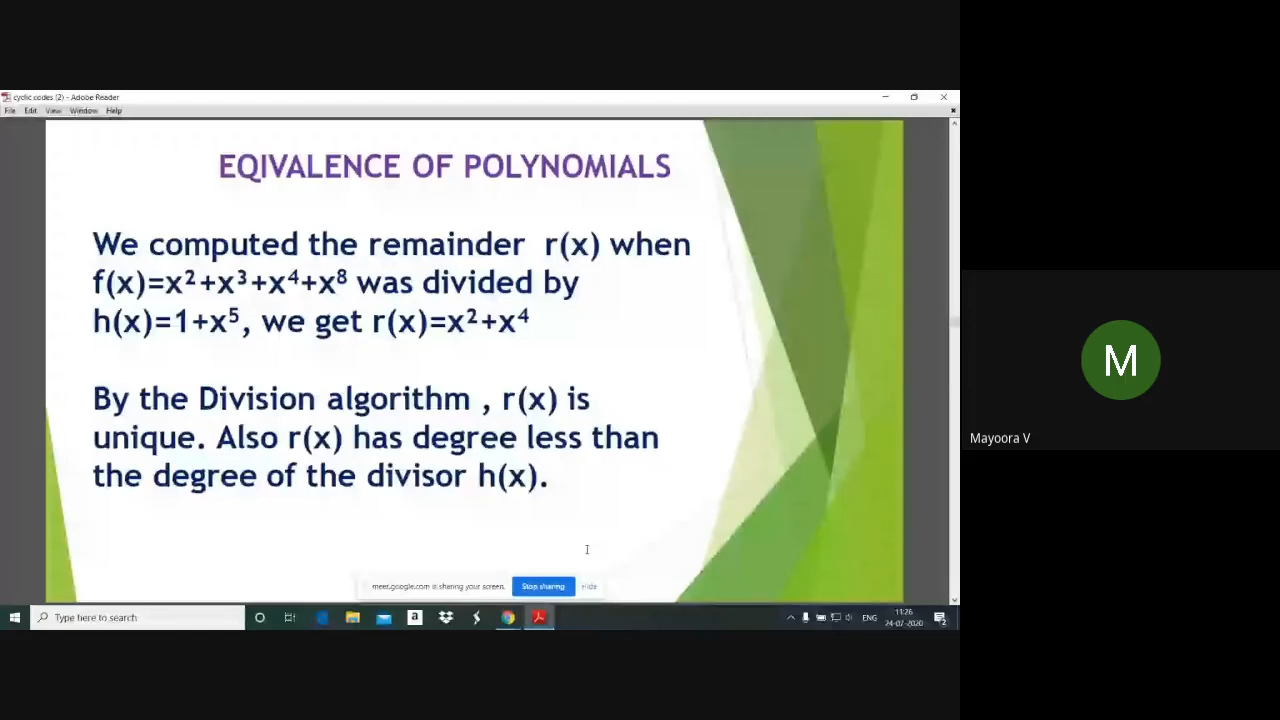 cyclic codes (2) - Adobe Reader
File Edit View Window Help
EQIVALENCE OF POLYNOMIALS
We computed the remainder r(x) when
f(x)=x²+x³+x⁴+x⁸ was divided by
h(x)=1+x⁵, we get r(x)=x²+x⁴
By the Division algorithm , r(x) is
unique. Also r(x) has degree less than
the degree of the divisor h(x).
meet.google.com is sharing your screen. Stop sharing Hide
Type here to search
a
ENG
11:26
24-07-2020
2
M
Mayoora V